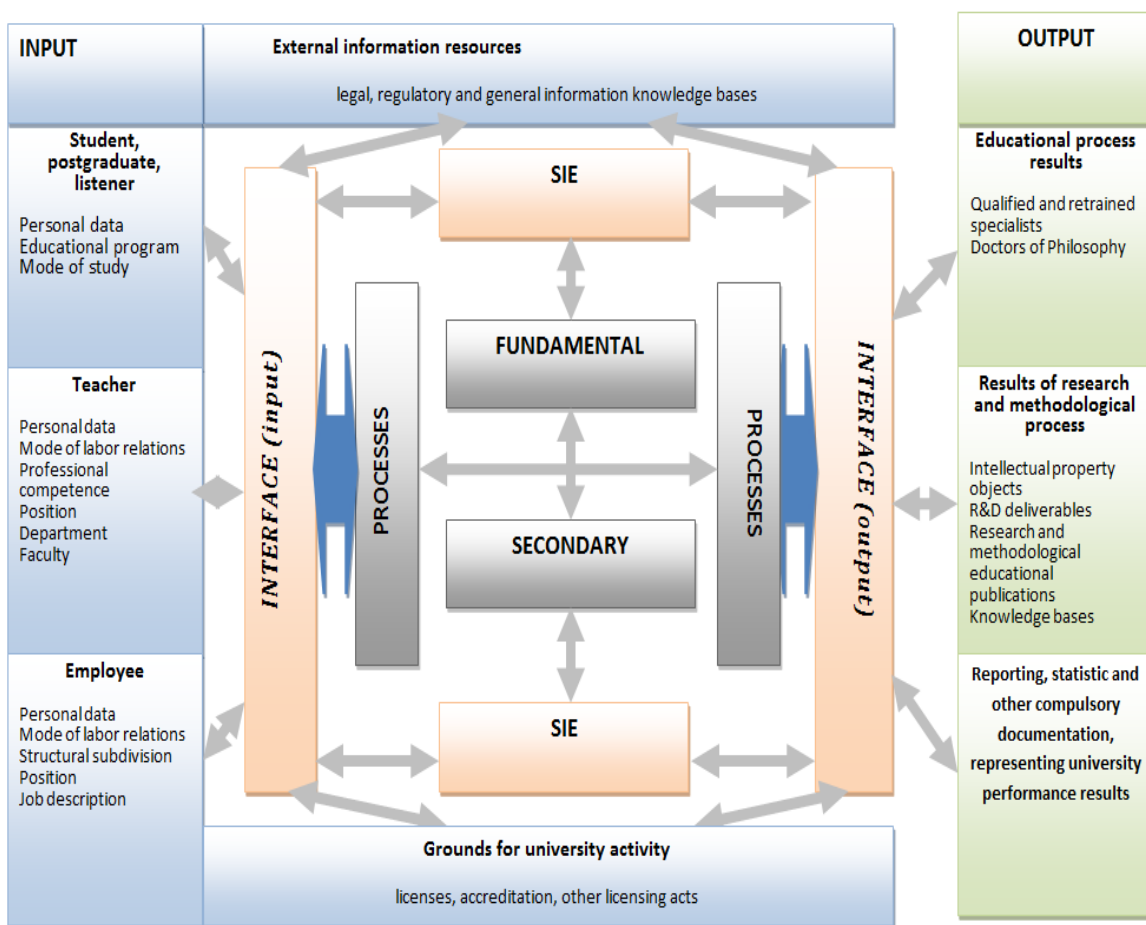 INPUT
External information resources
legal, regulatory and general information knowledge bases
OUTPUT
Student,
postgraduate,
listener
Personal data
Educational program
Mode of study
Teacher
Personal data
Mode of labor relations
Professional
competence
Position
Department
Faculty
Employee
Personal data
Mode of labor relations
Structural subdivision
Position
Job description
INTERFACE (input)
PROCESSES
SIE
FUNDAMENTAL
SECONDARY
SIE
PROCESSES
INTERFACE (output)
Educational process
results
Qualified and retrained
specialists
Doctors of Philosophy
Results of research
and methodological
process
Intellectual property
objects
R&D deliverables
Research and
methodological
educational
publications
Knowledge bases
Reporting, statistic and
other compulsory
documentation,
representing university
performance results
Grounds for university activity
licenses, accreditation, other licensing acts